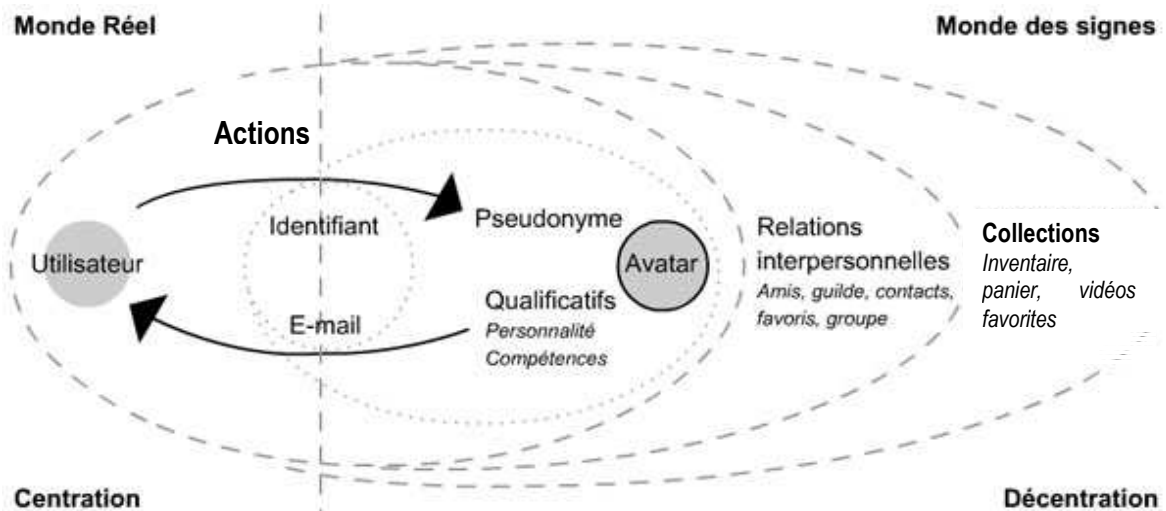 Monde Réel
Monde des signes
Actions
Identifiant
Pseudonyme
Utilisateur
Avatar
Relations
interpersonnelles
Amis, guilde, contacts,
favoris, groupe
Collections
Inventaire,
panier, vidéos
favorites
E-mail
Qualificatifs
Personnalité
Compétences
Centration
Décentration